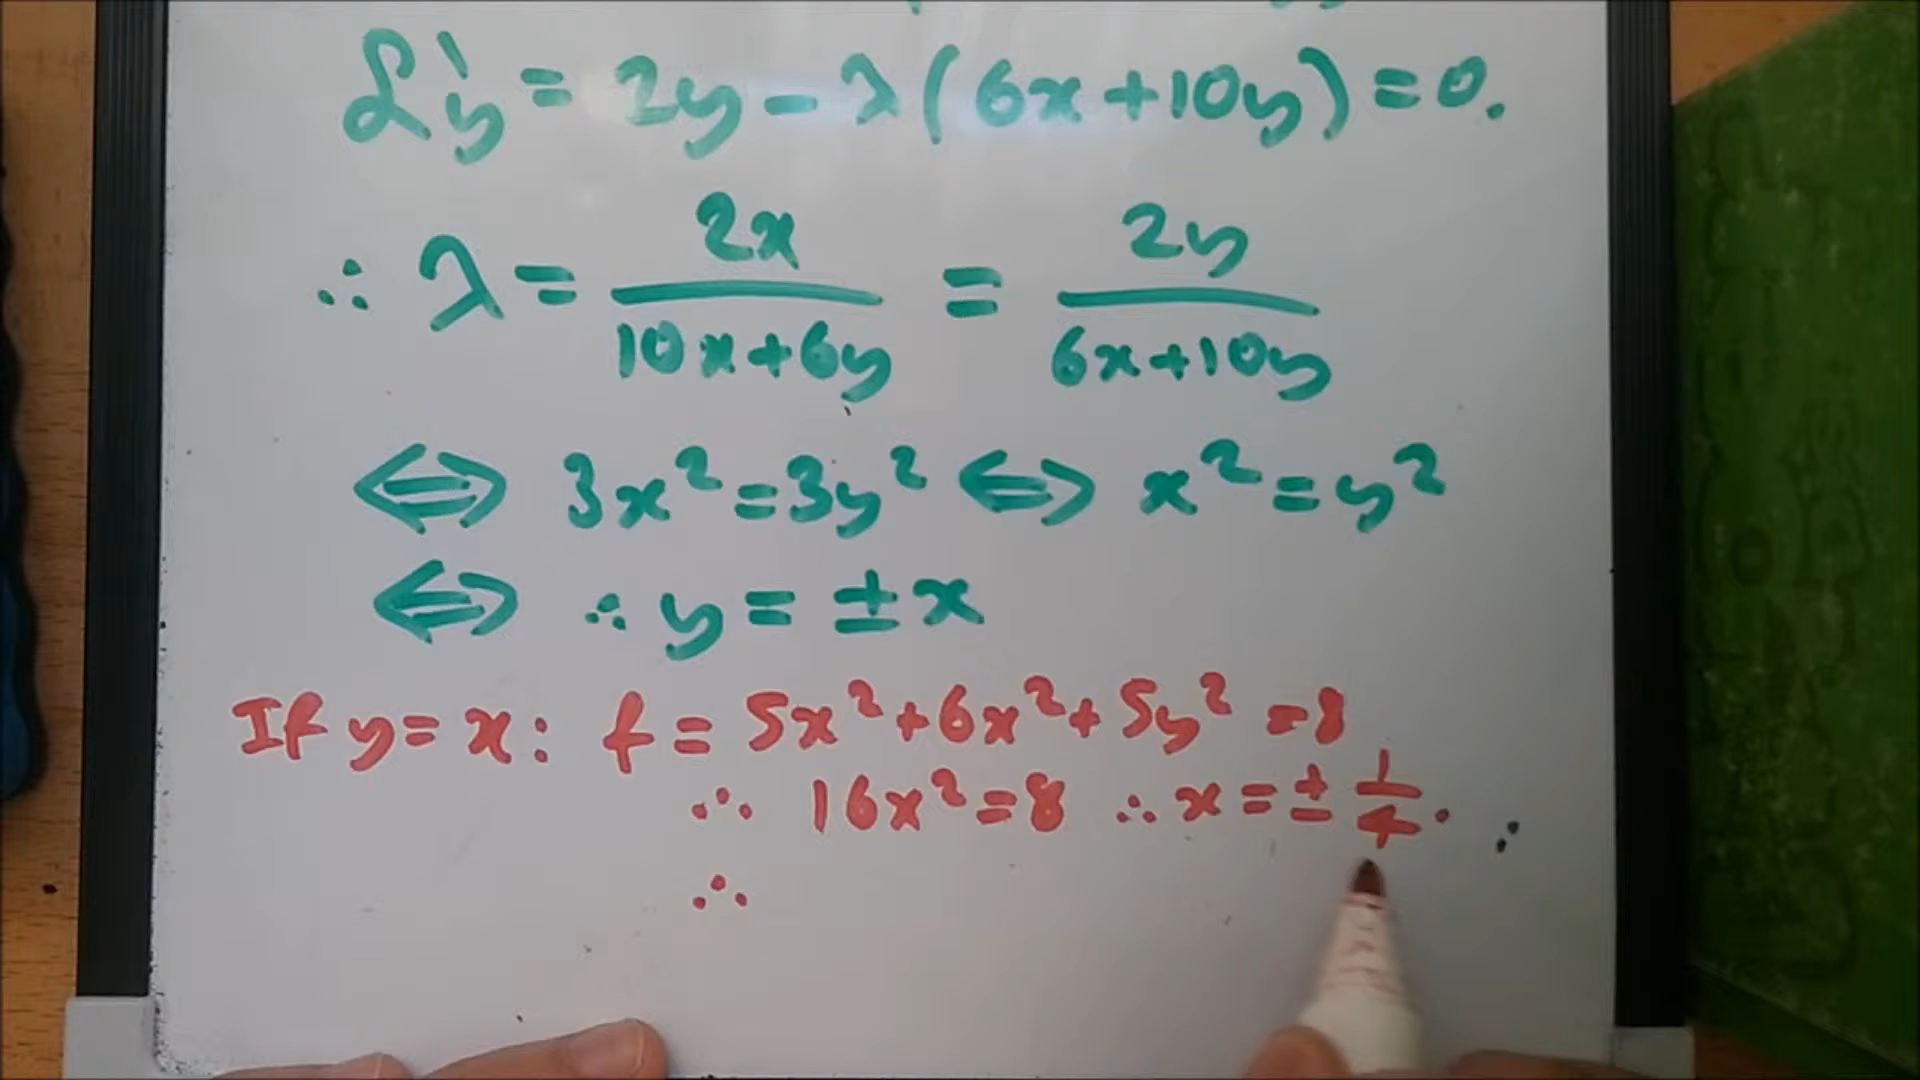 ℒ'y = 2y - λ(6x+10y) = 0.
∴ λ = 2x/(10x+6y) = 2y/(6x+10y)
⇔ 3x² = 3y² ⇔ x² = y²
⇔ ∴ y = ±x
If y = x: f = 5x² + 6x² + 5y² = 8
∴ 16x² = 8 ∴ x = ± 1/4.
∴